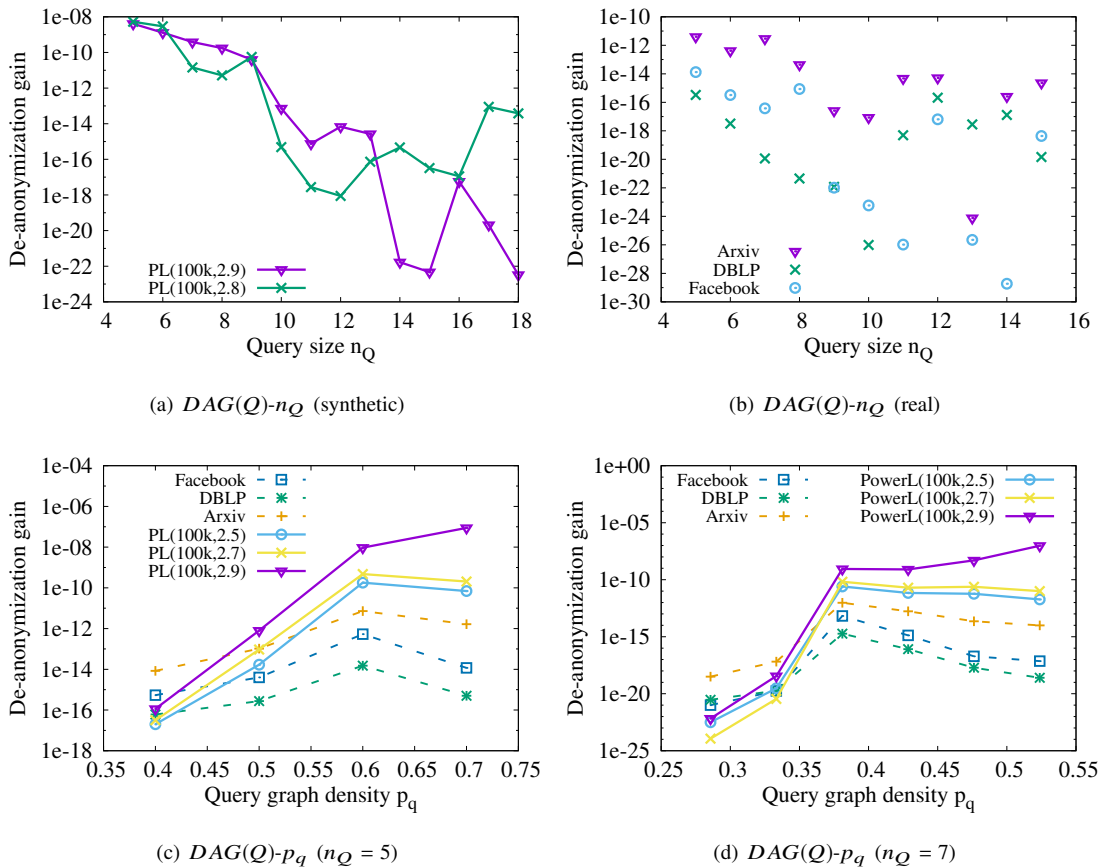 1e-08
1e-10
1e-12
1e-14
1e-16
1e-18
1e-20
1e-22
1e-24
De-anonymization gain
PL(100k,2.9)
PL(100k,2.8)
4 6 8 10 12 14 16 18
Query size n_Q
(a) DAG(Q)-n_Q (synthetic)
1e-10
1e-12
1e-14
1e-16
1e-18
1e-20
1e-22
1e-24
1e-26
1e-28
1e-30
De-anonymization gain
Arxiv
DBLP
Facebook
4 6 8 10 12 14 16
Query size n_Q
(b) DAG(Q)-n_Q (real)
1e-04
1e-06
1e-08
1e-10
1e-12
1e-14
1e-16
1e-18
De-anonymization gain
Facebook
DBLP
Arxiv
PL(100k,2.5)
PL(100k,2.7)
PL(100k,2.9)
0.35 0.4 0.45 0.5 0.55 0.6 0.65 0.7 0.75
Query graph density p_q
(c) DAG(Q)-p_q (n_Q = 5)
1e+00
1e-05
1e-10
1e-15
1e-20
1e-25
De-anonymization gain
Facebook
DBLP
Arxiv
PowerL(100k,2.5)
PowerL(100k,2.7)
PowerL(100k,2.9)
0.25 0.3 0.35 0.4 0.45 0.5 0.55
Query graph density p_q
(d) DAG(Q)-p_q (n_Q = 7)